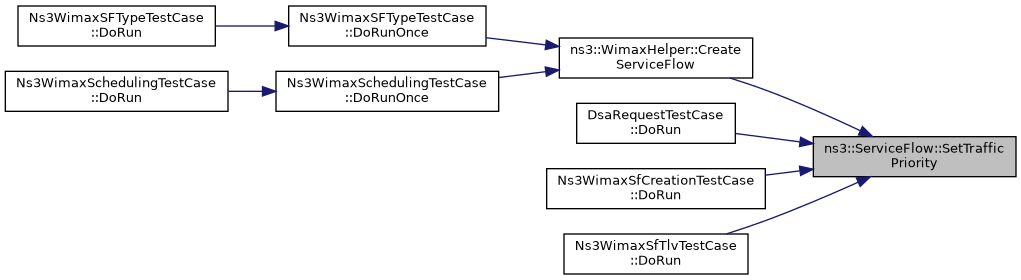 Ns3WimaxSFTypeTestCase
::DoRun
Ns3WimaxSFTypeTestCase
::DoRunOnce
ns3::WimaxHelper::Create
ServiceFlow
Ns3WimaxSchedulingTestCase
::DoRun
Ns3WimaxSchedulingTestCase
::DoRunOnce
DsaRequestTestCase
::DoRun
ns3::ServiceFlow::SetTraffic
Priority
Ns3WimaxSfCreationTestCase
::DoRun
Ns3WimaxSfTlvTestCase
::DoRun